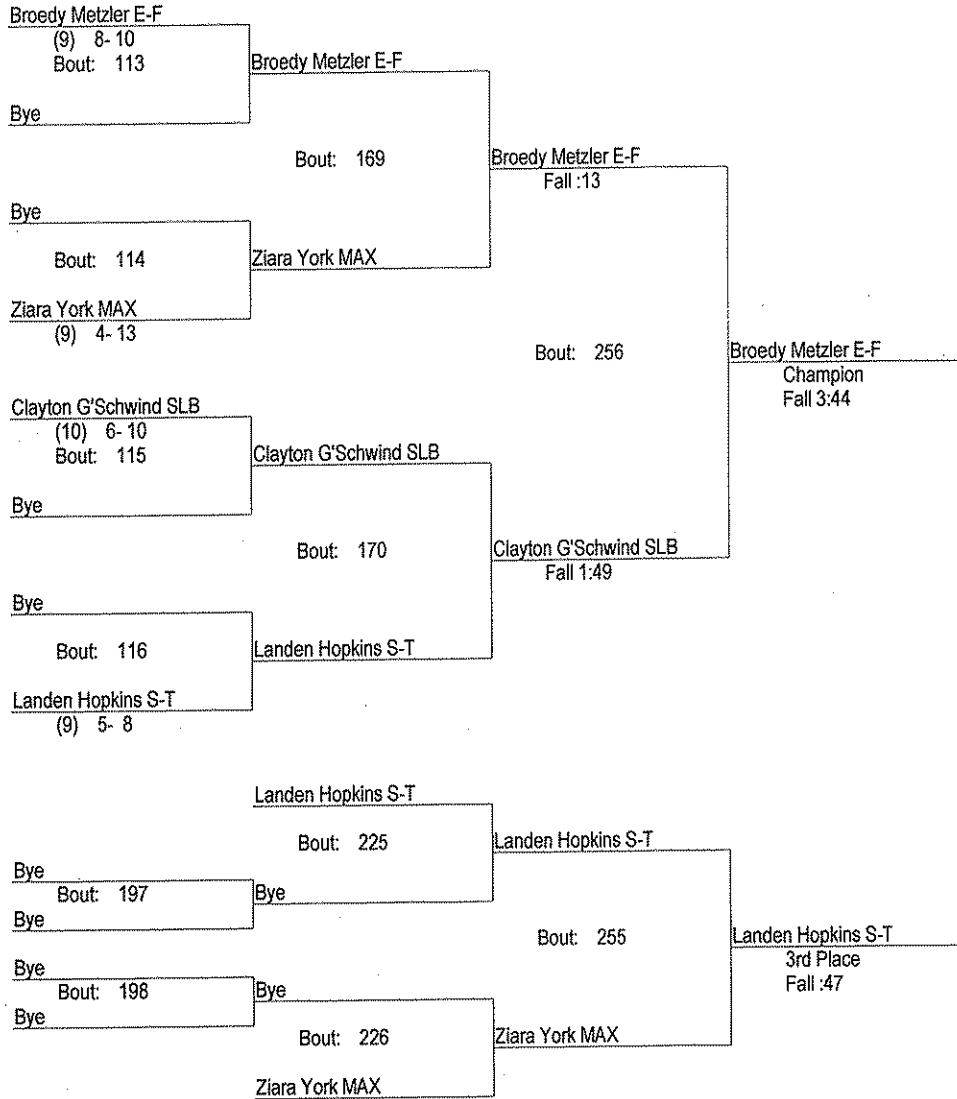 Broedy Metzler E-F
(9) 8- 10
Bout: 113
Broedy Metzler E-F
Bye
Bout: 169
Broedy Metzler E-F
Fall :13
Bye
Bout: 114
Ziara York MAX
Ziara York MAX
(9) 4- 13
Bout: 256
Broedy Metzler E-F
Champion
Fall 3:44
Clayton G'Schwind SLB
(10) 6- 10
Bout: 115
Clayton G'Schwind SLB
Bye
Bout: 170
Clayton G'Schwind SLB
Fall 1:49
Bye
Bout: 116
Landen Hopkins S-T
Landen Hopkins S-T
(9) 5- 8
Landen Hopkins S-T
Bout: 225
Landen Hopkins S-T
Bye
Bout: 197
Bye
Bye
Bout: 255
Landen Hopkins S-T
3rd Place
Fall :47
Bye
Bout: 198
Bye
Bye
Bout: 226
Ziara York MAX
Ziara York MAX